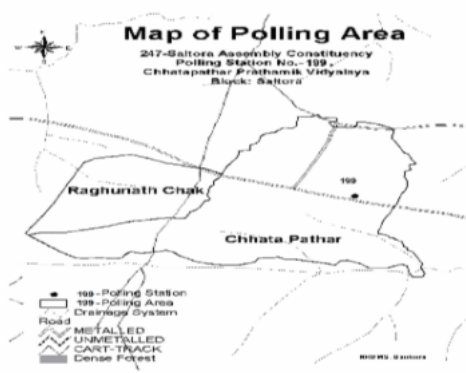 Map of Polling Area
247-Saltora Assembly Constituency
Polling Station No.-199,
Chhatapathar Prathamik Vidyalaya
Block: Saltora
N
W
E
199
Raghunath Chak
Chhata Pathar
199-Polling Station
199-Polling Area
Drainage System
Road
METALLED
UNMETALLED
CART-TRACK
Dense Forest